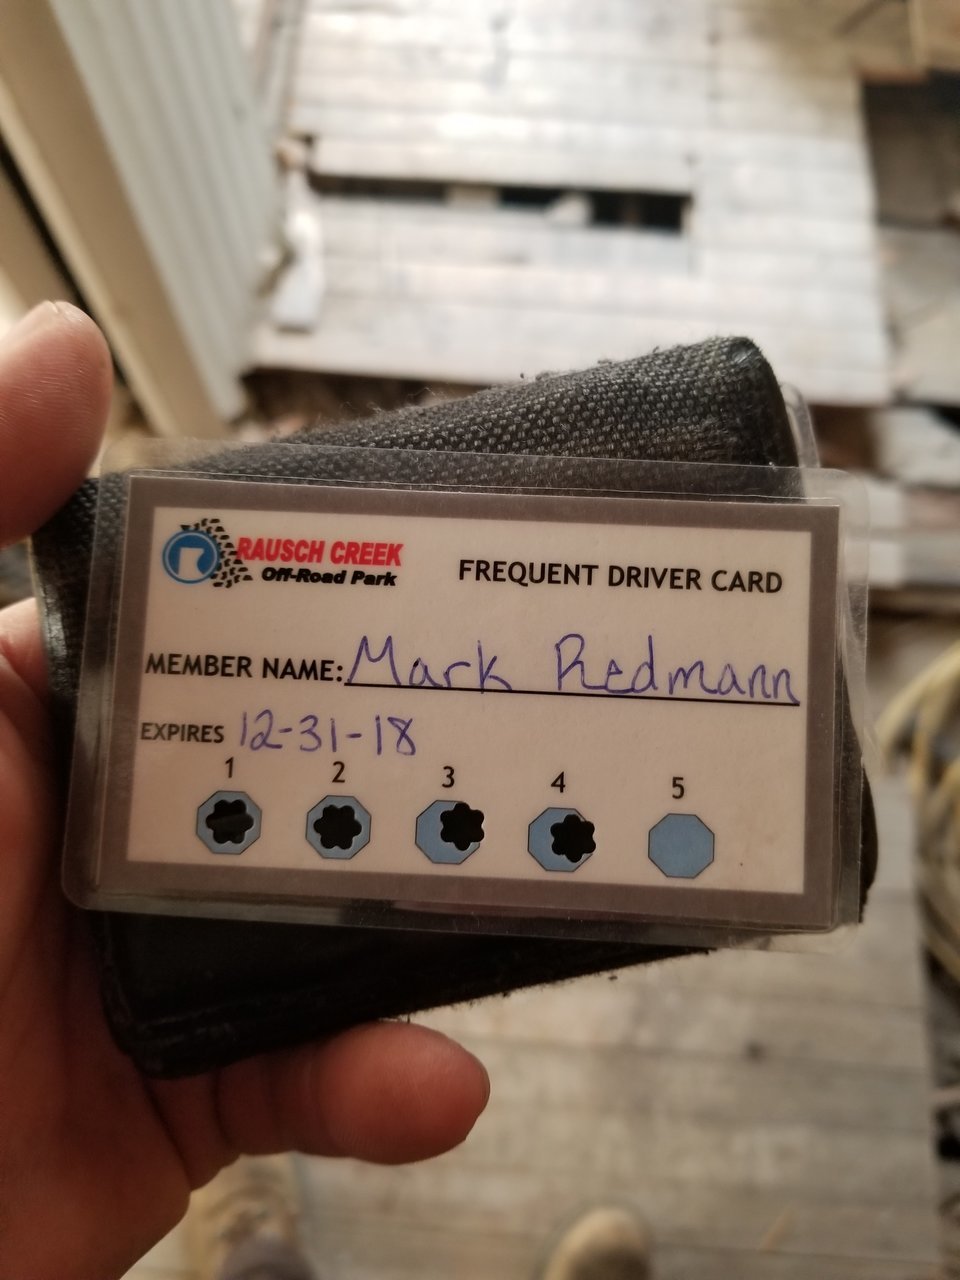 RAUSCH CREEK
Off-Road Park
FREQUENT DRIVER CARD
MEMBER NAME: Mark Redmann
EXPIRES 12-31-18
1 2 3 4 5